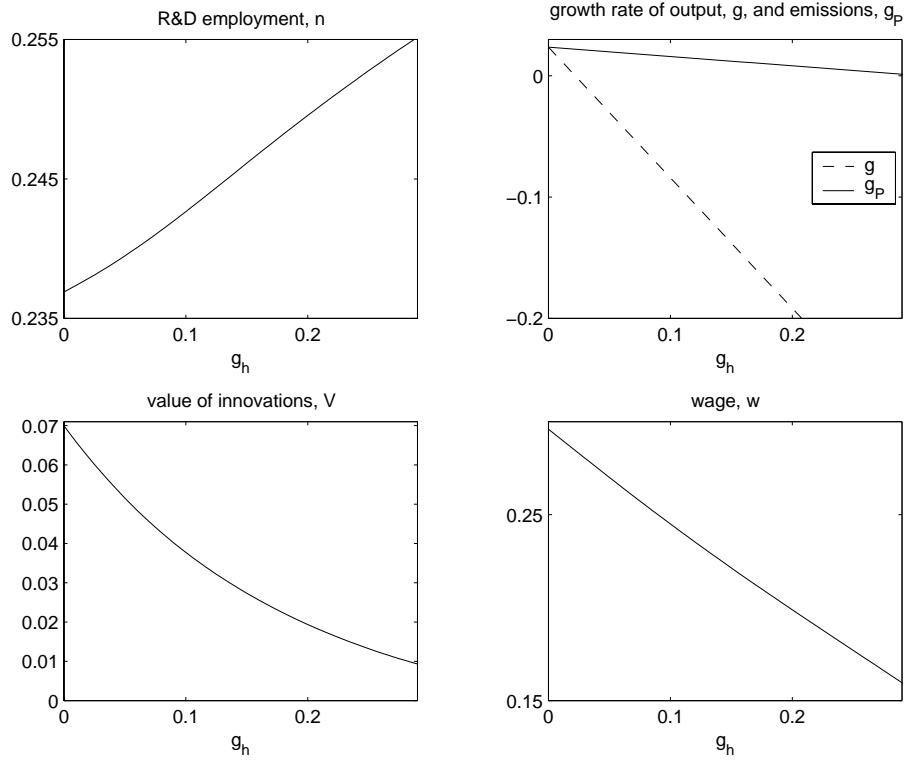 R&D employment, n
0.255
0.245
0.235
0 0.1 0.2
g_h
growth rate of output, g, and emissions, g_P
0
−0.1
−0.2
g
g_P
0 0.1 0.2
g_h
value of innovations, V
0.07
0.06
0.05
0.04
0.03
0.02
0.01
0
0 0.1 0.2
g_h
wage, w
0.25
0.15
0 0.1 0.2
g_h